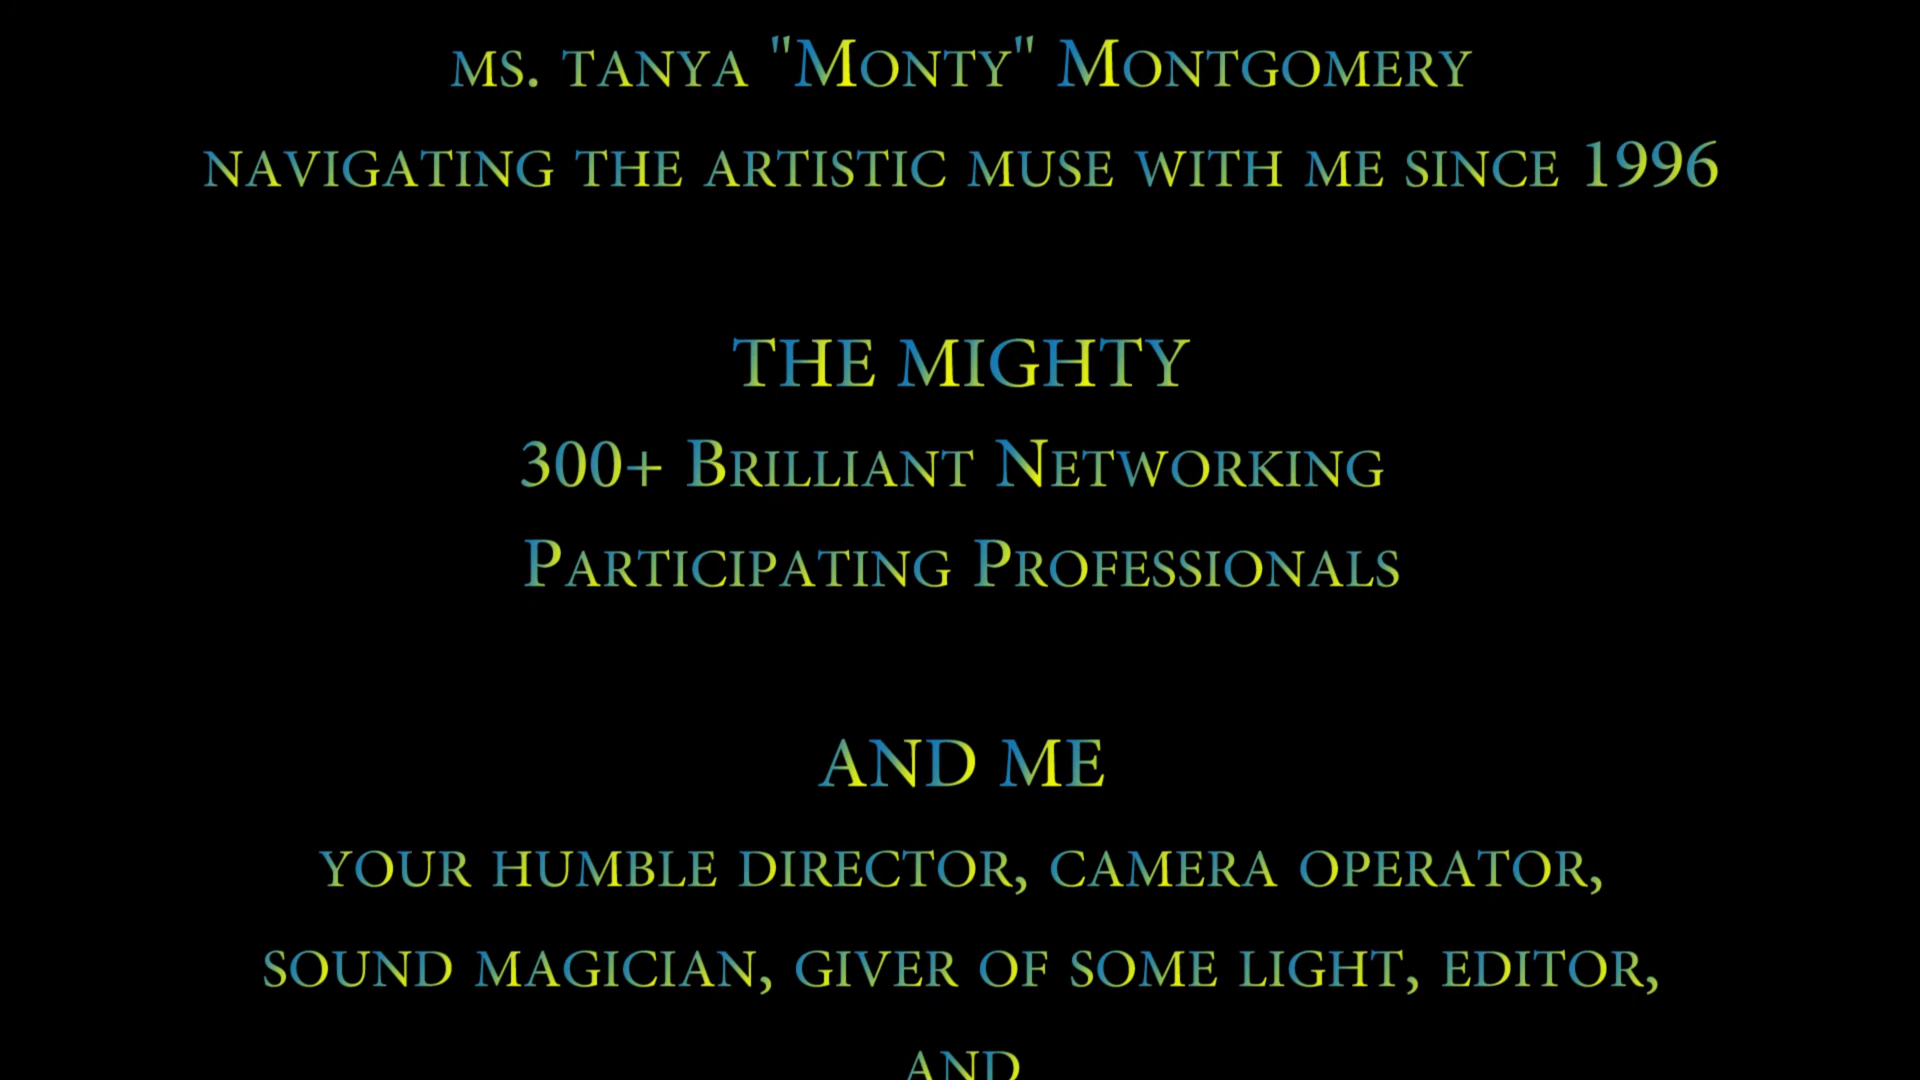 ms. tanya "Monty" Montgomery
navigating the artistic muse with me since 1996
THE MIGHTY
300+ Brilliant Networking
Participating Professionals
AND ME
your humble director, camera operator,
sound magician, giver of some light, editor,
and